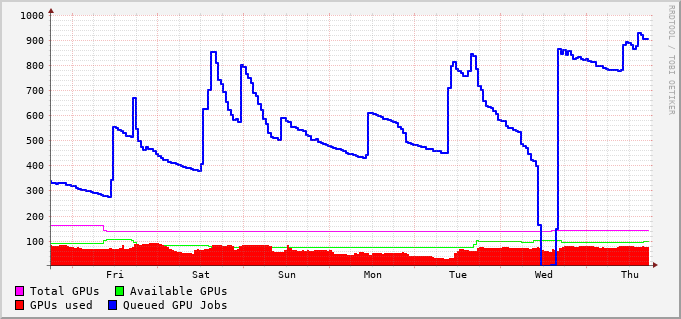 1000
900
800
700
600
500
400
300
200
100
Fri Sat Sun Mon Tue Wed Thu
RRDTOOL / TOBI OETIKER
Total GPUs Available GPUs
GPUs used Queued GPU Jobs